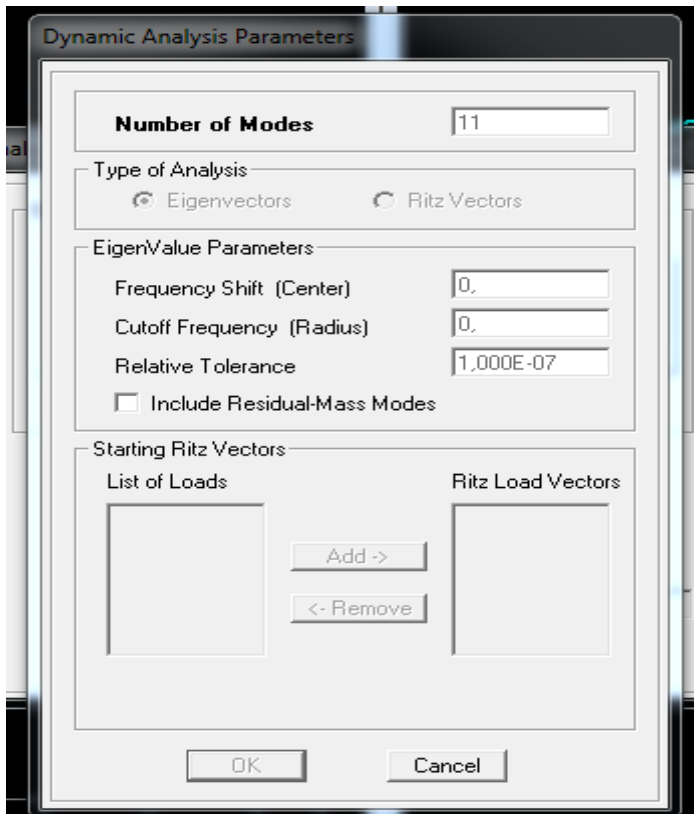 Dynamic Analysis Parameters
Number of Modes 11
Type of Analysis
Eigenvectors Ritz Vectors
EigenValue Parameters
Frequency Shift (Center) 0,
Cutoff Frequency (Radius) 0,
Relative Tolerance 1,000E-07
Include Residual-Mass Modes
Starting Ritz Vectors
List of Loads Ritz Load Vectors
Add ->
<- Remove
OK Cancel